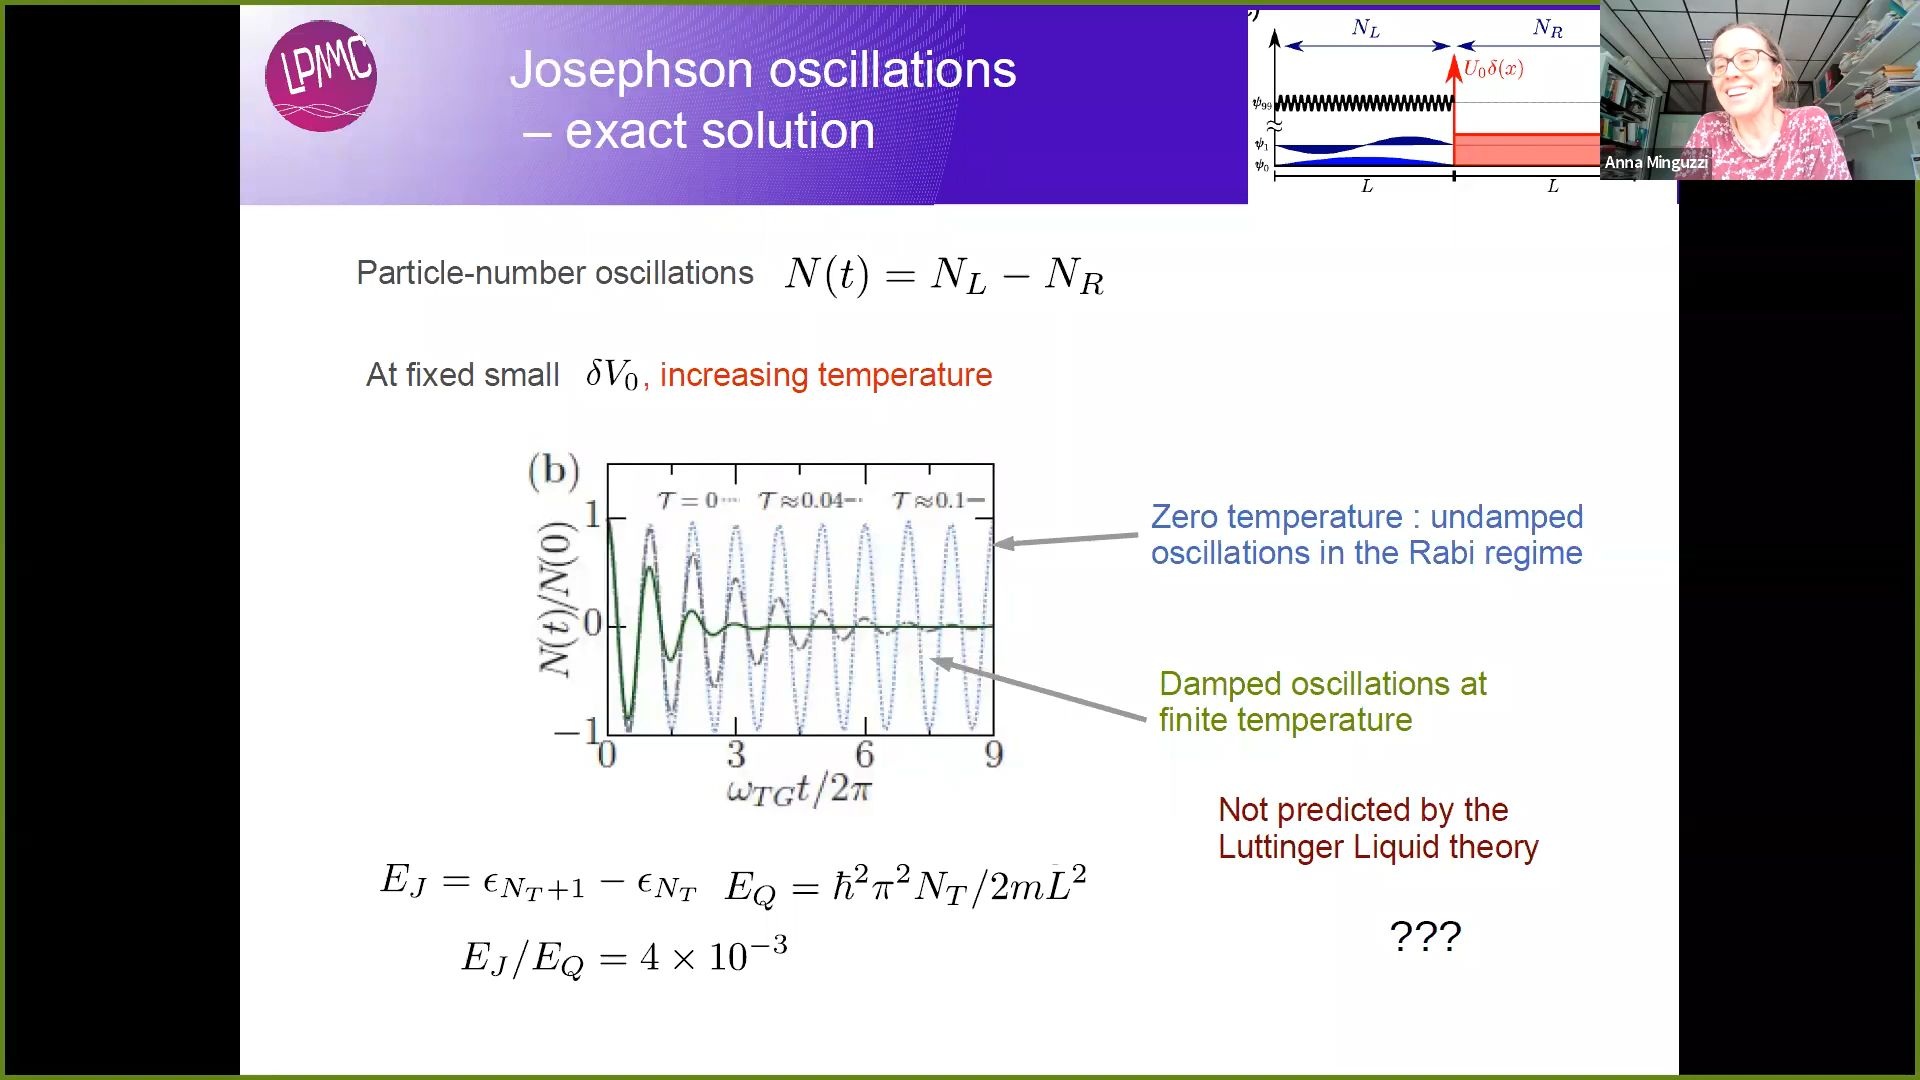 LPMMC
Josephson oscillations
– exact solution
N_L
N_R
U_0δ(x)
ψ_99
ψ_1
ψ_0
L
L
Anna Minguzzi
Particle-number oscillations N(t) = N_L − N_R
At fixed small δV_0, increasing temperature
(b)
T = 0 T ≈0.04 T ≈0.1
1
0
−1
N(t)/N(0)
0 3 6 9
ω_{TG}t/2π
Zero temperature : undamped
oscillations in the Rabi regime
Damped oscillations at
finite temperature
Not predicted by the
Luttinger Liquid theory
???
E_J = ϵ_{N_T+1} − ϵ_{N_T} E_Q = ħ²π²N_T/2mL²
E_J/E_Q = 4 × 10^{−3}